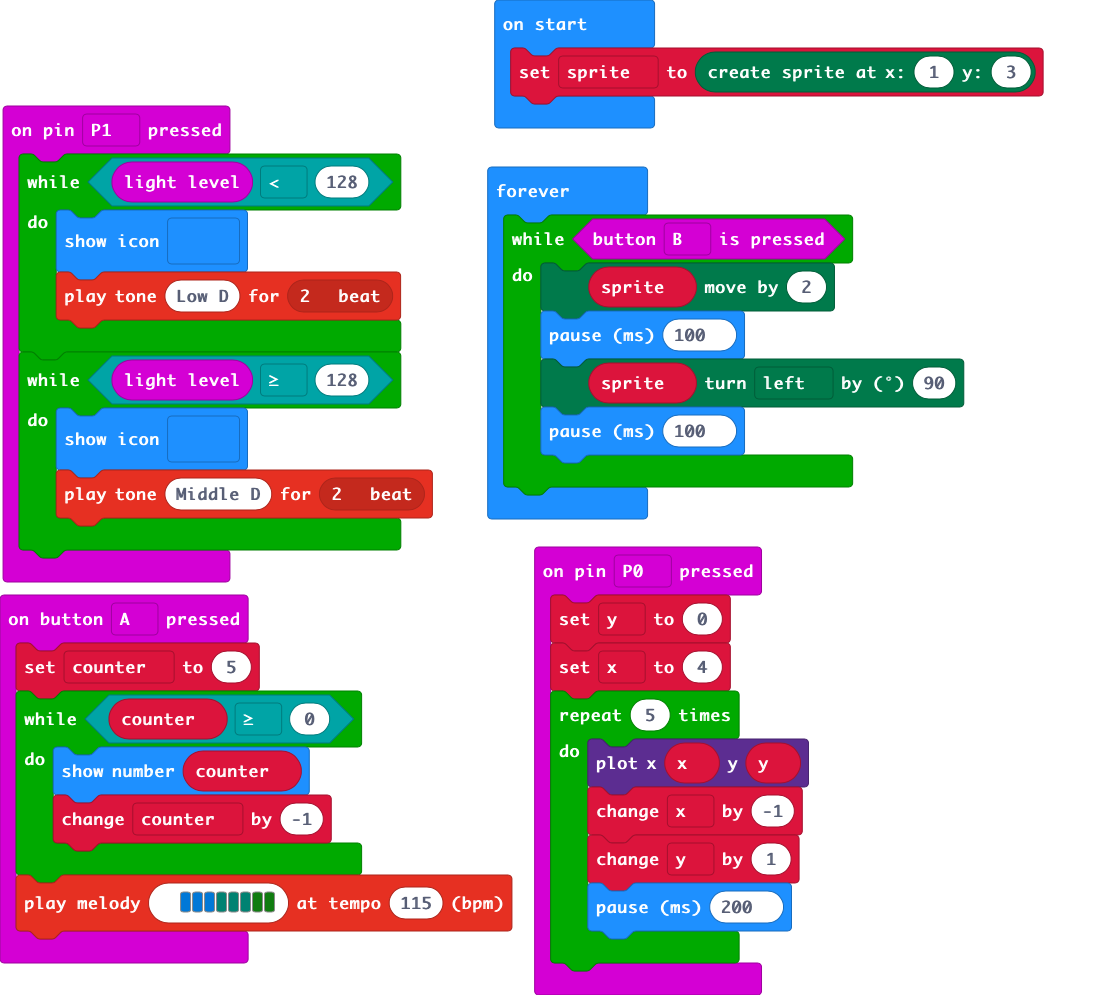 on start
set sprite to create sprite at x: 1 y: 3
on pin P1 pressed
while light level < 128
do
show icon
play tone Low D for 2 beat
while light level ≥ 128
do
show icon
play tone Middle D for 2 beat
forever
while button B is pressed
do
sprite move by 2
pause (ms) 100
sprite turn left by (°) 90
pause (ms) 100
on button A pressed
set counter to 5
while counter ≥ 0
do
show number counter
change counter by -1
play melody at tempo 115 (bpm)
on pin P0 pressed
set y to 0
set x to 4
repeat 5 times
do
plot x x y y
change x by -1
change y by 1
pause (ms) 200